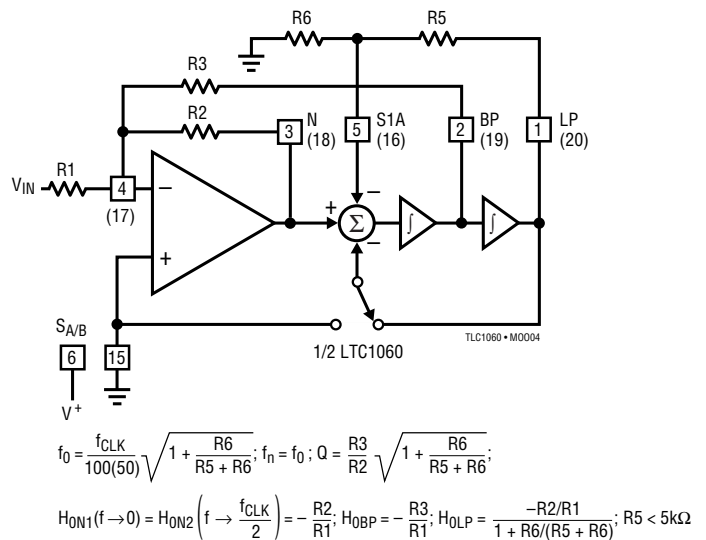 R6
R5
R3
R2
3
N
(18)
5
S1A
(16)
2
BP
(19)
1
LP
(20)
R1
VIN
4
(17)
−
+
+
Σ
−
−
∫
∫
SA/B
6
15
V+
1/2 LTC1060
TLC1060 • M0004
f0 = fCLK/100(50) √(1 + R6/(R5 + R6)); fn = f0; Q = R3/R2 √(1 + R6/(R5 + R6));
H0N1(f→0) = H0N2(f → fCLK/2) = − R2/R1; H0BP = − R3/R1; H0LP = −R2/R1/(1 + R6/(R5 + R6)); R5 < 5kΩ